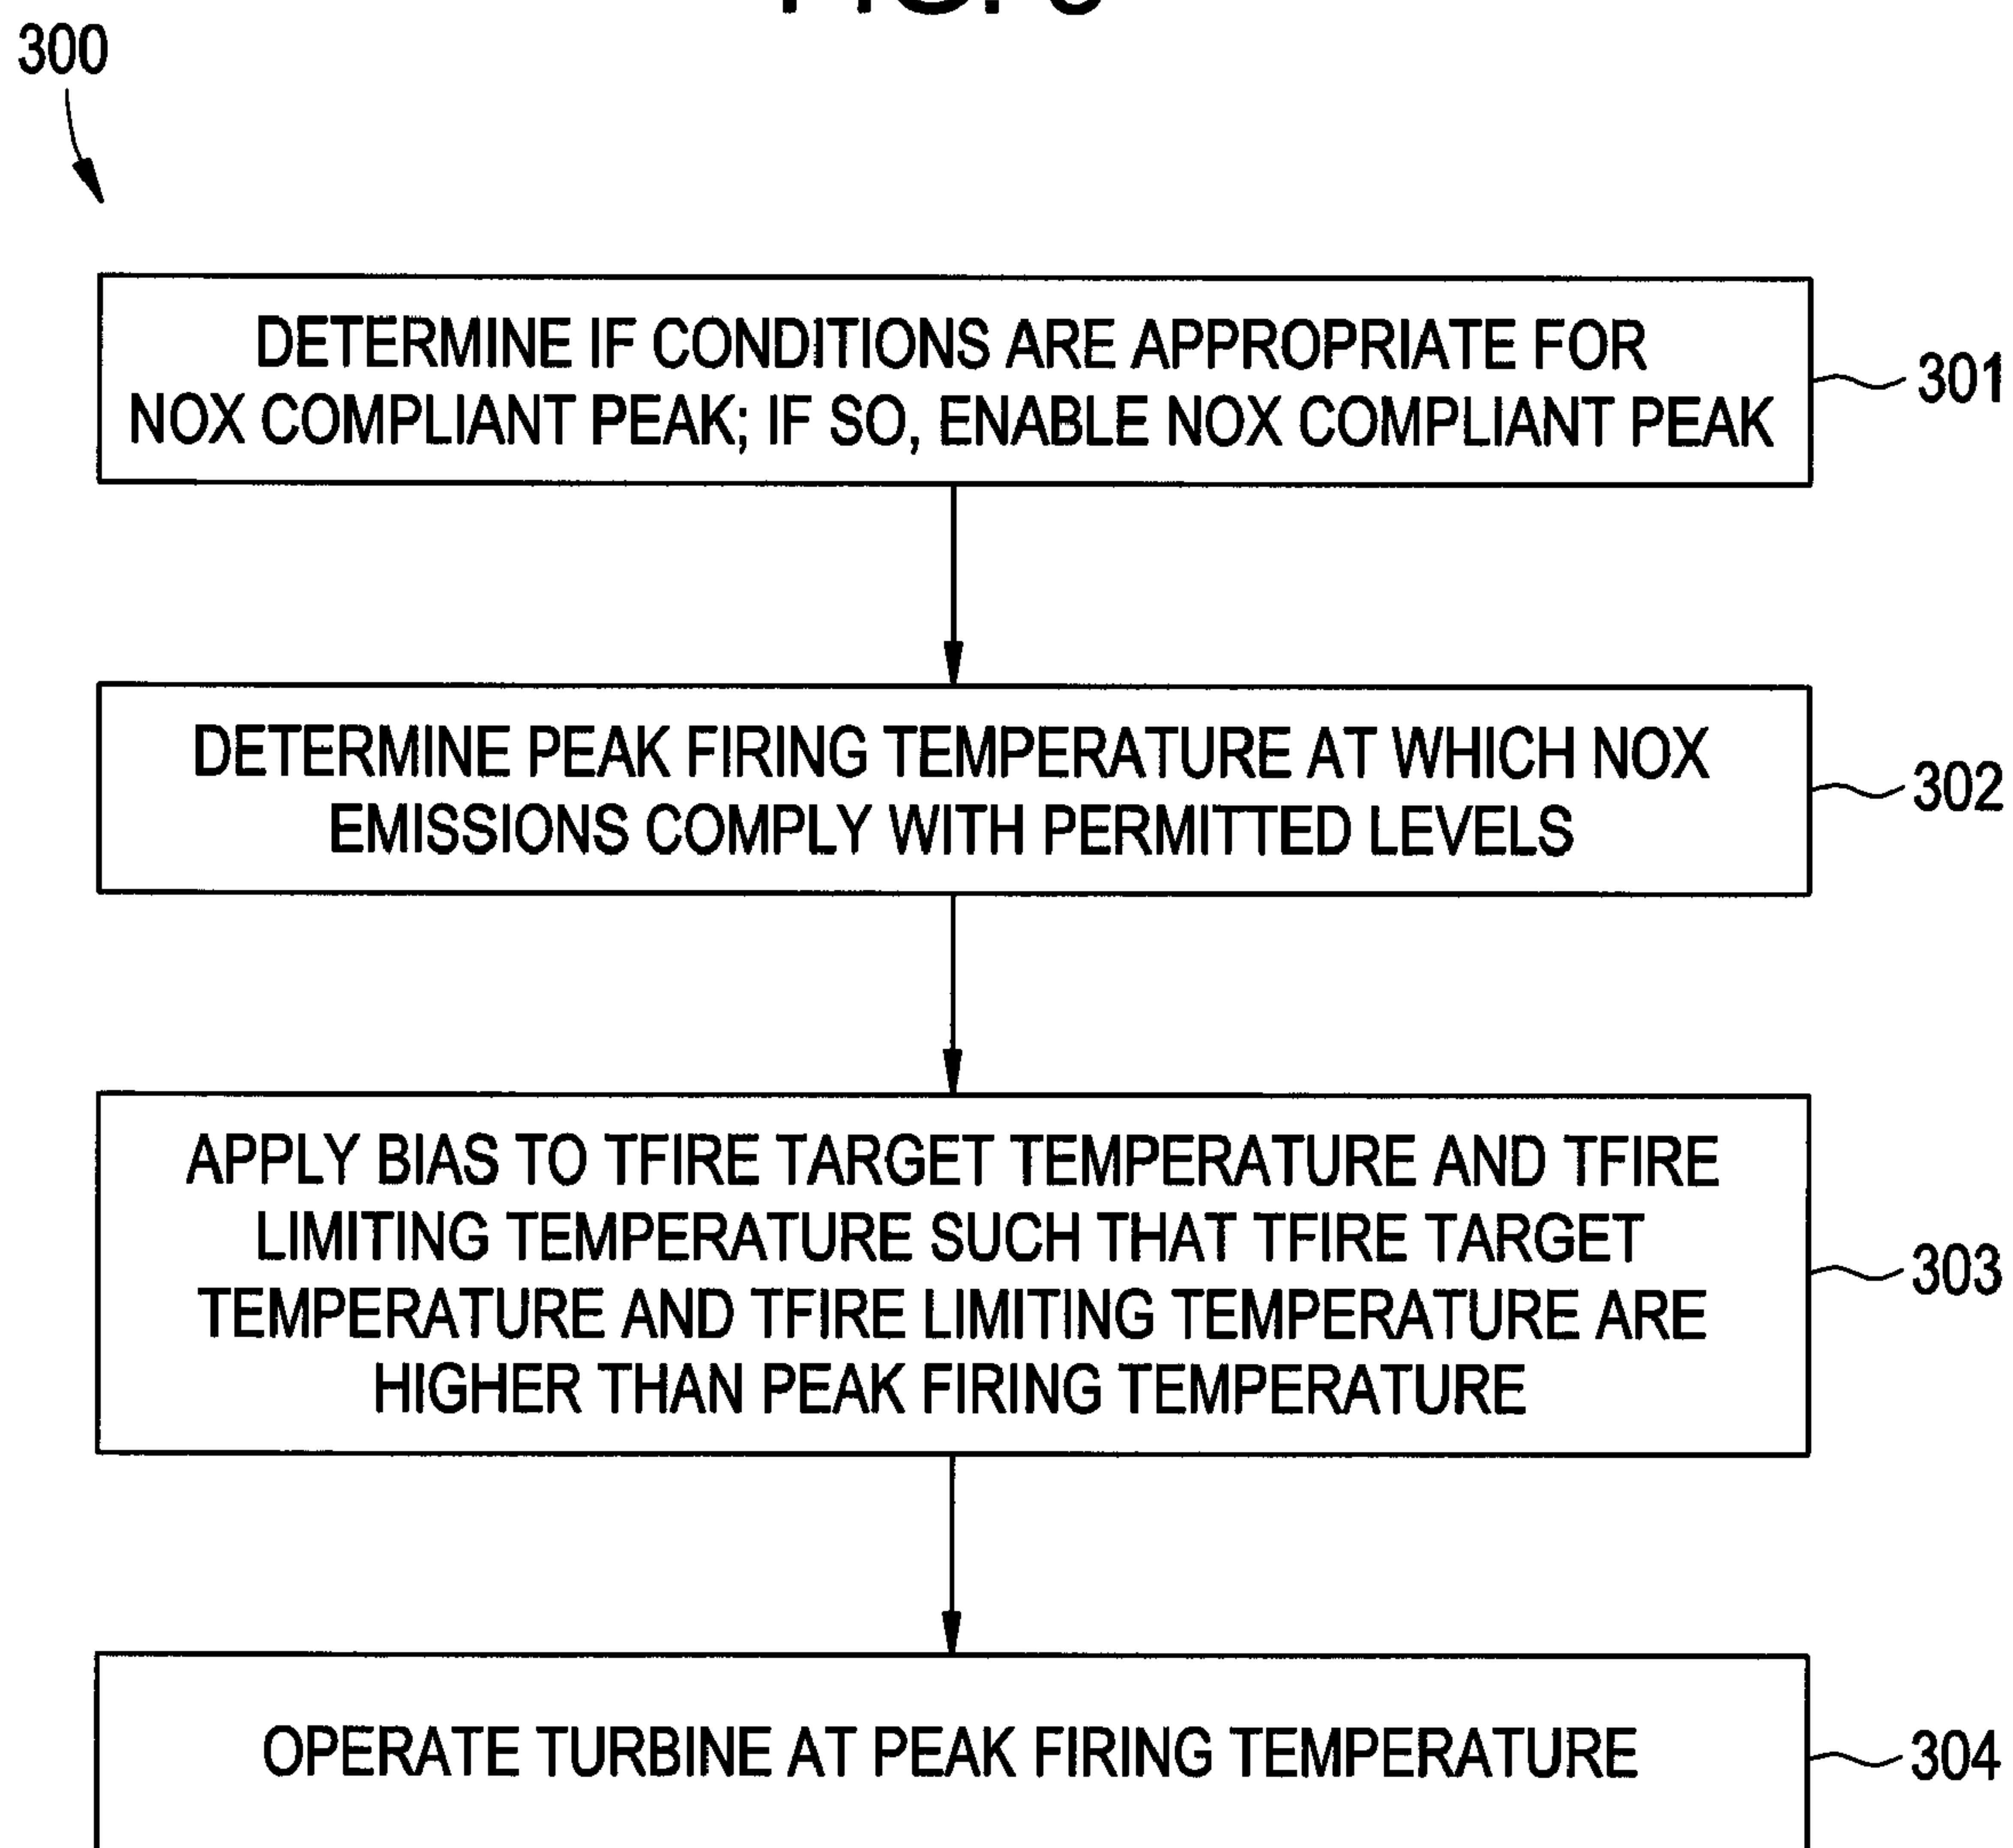 300
DETERMINE IF CONDITIONS ARE APPROPRIATE FOR
NOX COMPLIANT PEAK; IF SO, ENABLE NOX COMPLIANT PEAK
301
DETERMINE PEAK FIRING TEMPERATURE AT WHICH NOX
EMISSIONS COMPLY WITH PERMITTED LEVELS
302
APPLY BIAS TO TFIRE TARGET TEMPERATURE AND TFIRE
LIMITING TEMPERATURE SUCH THAT TFIRE TARGET
TEMPERATURE AND TFIRE LIMITING TEMPERATURE ARE
HIGHER THAN PEAK FIRING TEMPERATURE
303
OPERATE TURBINE AT PEAK FIRING TEMPERATURE
304